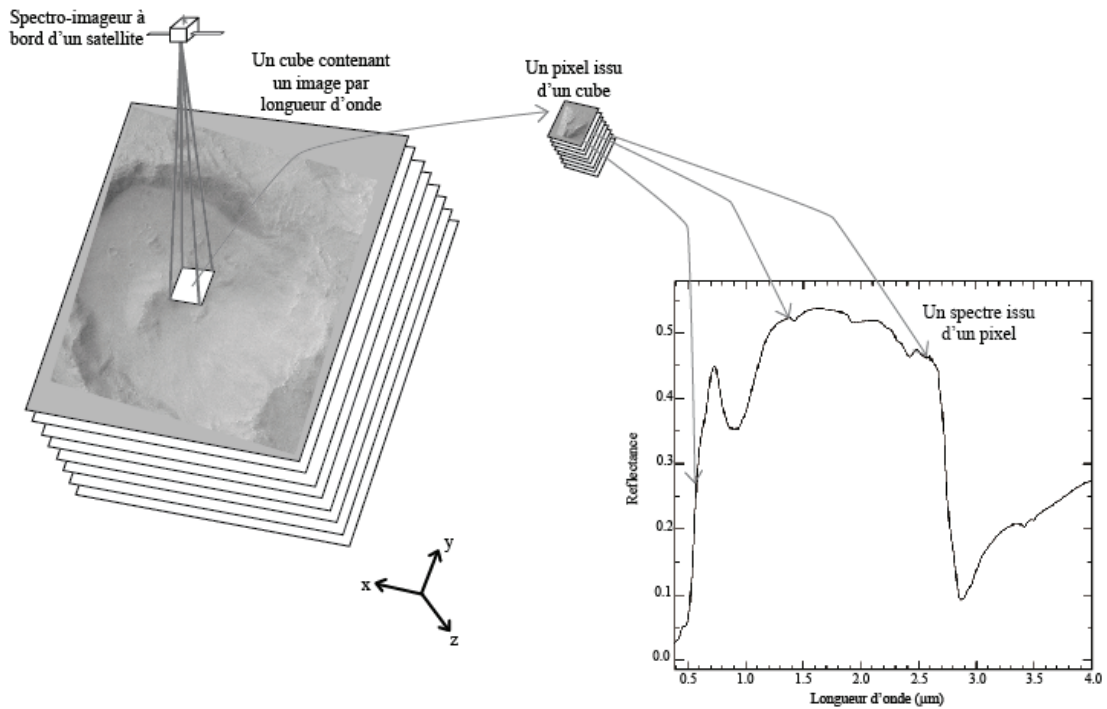 Spectro-imageur à
bord d'un satellite
Un cube contenant
un image par
longueur d'onde
Un pixel issu
d'un cube
x
y
z
Un spectre issu
d'un pixel
Reflectance
0.5
0.4
0.3
0.2
0.1
0.0
0.5 1.0 1.5 2.0 2.5 3.0 3.5 4.0
Longueur d'onde (µm)